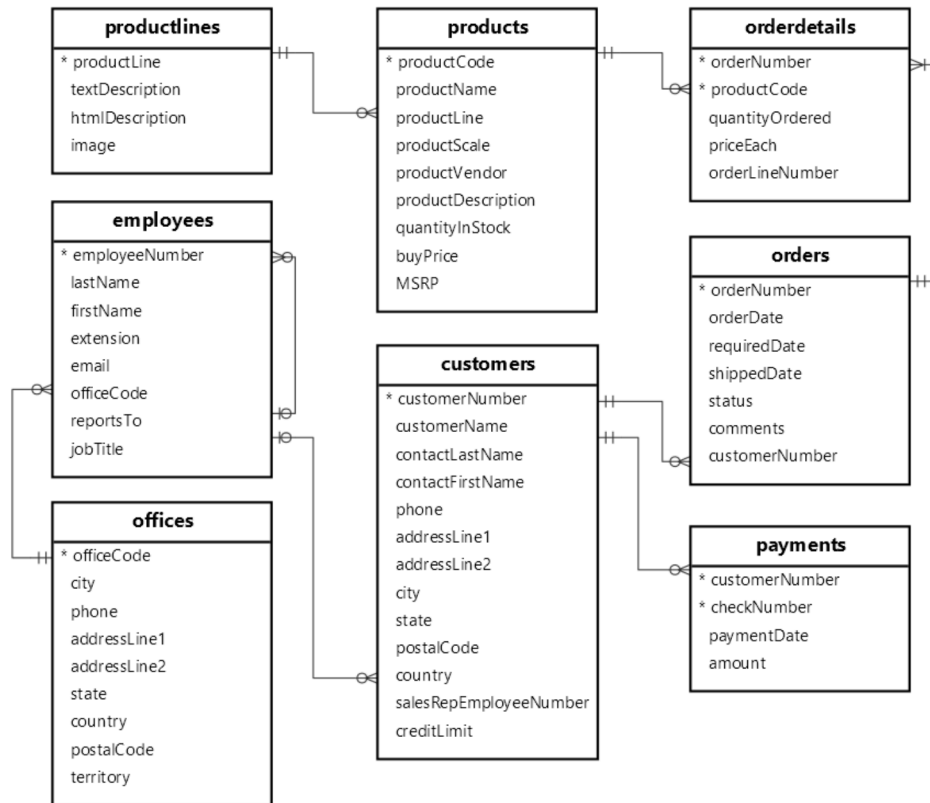 productlines
* productLine
textDescription
htmlDescription
image
products
* productCode
productName
productLine
productScale
productVendor
productDescription
quantityInStock
buyPrice
MSRP
orderdetails
* orderNumber
* productCode
quantityOrdered
priceEach
orderLineNumber
employees
* employeeNumber
lastName
firstName
extension
email
officeCode
reportsTo
jobTitle
customers
* customerNumber
customerName
contactLastName
contactFirstName
phone
addressLine1
addressLine2
city
state
postalCode
country
salesRepEmployeeNumber
creditLimit
orders
* orderNumber
orderDate
requiredDate
shippedDate
status
comments
customerNumber
offices
* officeCode
city
phone
addressLine1
addressLine2
state
country
postalCode
territory
payments
* customerNumber
* checkNumber
paymentDate
amount